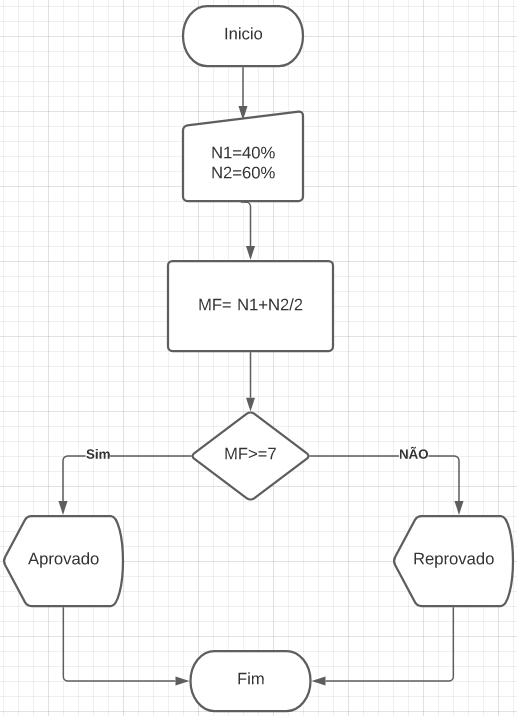 Inicio
N1=40%
N2=60%
MF= N1+N2/2
MF>=7
Sim
NÃO
Aprovado
Reprovado
Fim